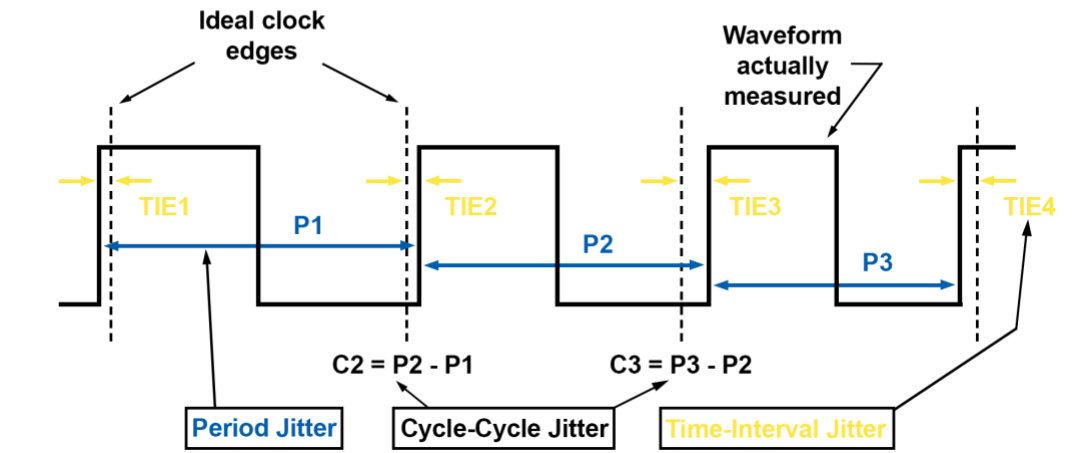 Ideal clock
edges
Waveform
actually
measured
TIE1
TIE2
TIE3
TIE4
P1
P2
P3
C2 = P2 - P1
C3 = P3 - P2
Period Jitter
Cycle-Cycle Jitter
Time-Interval Jitter